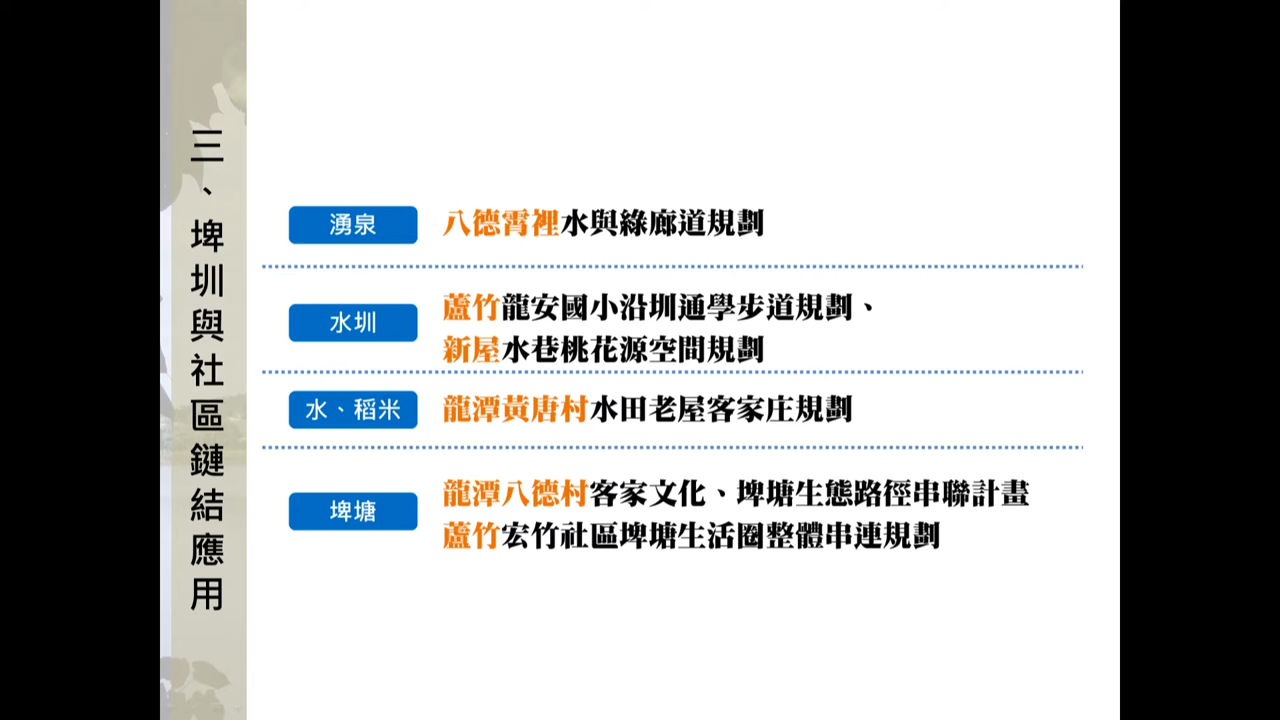 三、埤圳與社區鏈結應用
湧泉
八德霄裡水與綠廊道規劃
水圳
蘆竹龍安國小沿圳通學步道規劃、
新屋水巷桃花源空間規劃
水、稻米
龍潭黃唐村水田老屋客家庄規劃
埤塘
龍潭八德村客家文化、埤塘生態路徑串聯計畫
蘆竹宏竹社區埤塘生活圈整體串連規劃